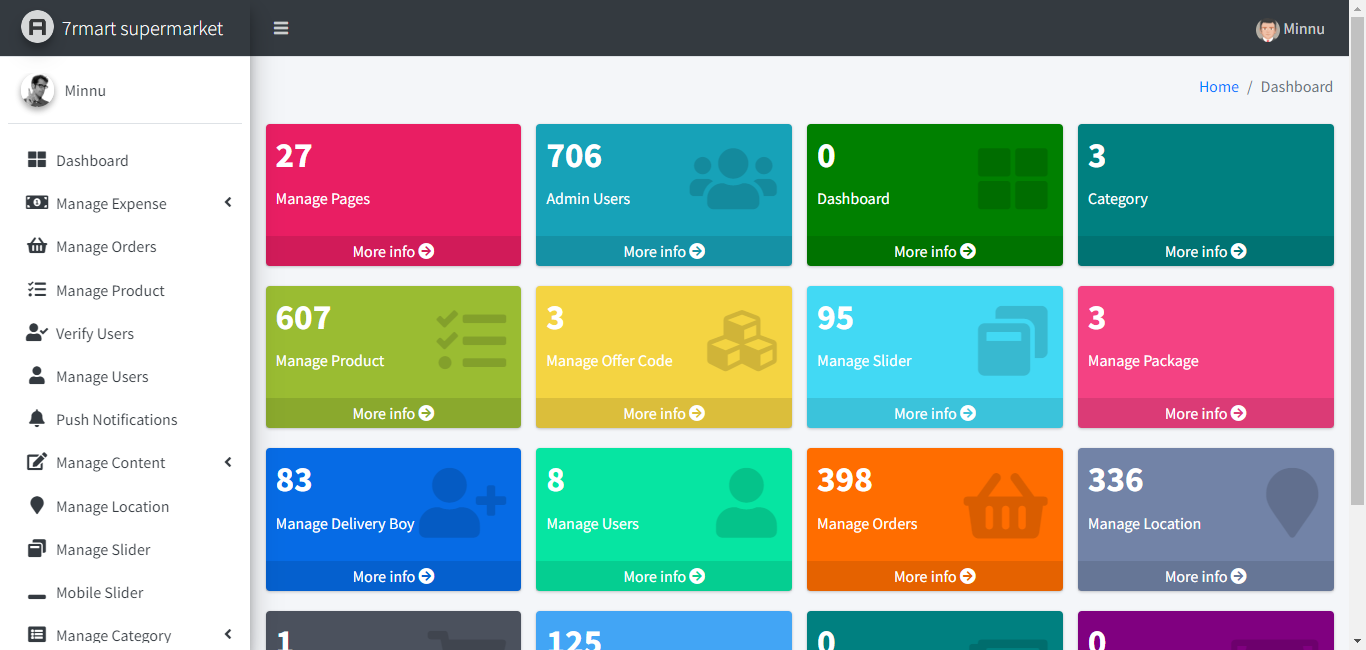 7rmart supermarket
Minnu
Minnu
Home / Dashboard
Dashboard
Manage Expense
Manage Orders
Manage Product
Verify Users
Manage Users
Push Notifications
Manage Content
Manage Location
Manage Slider
Mobile Slider
Manage Category
27
Manage Pages
More info
706
Admin Users
More info
0
Dashboard
More info
3
Category
More info
607
Manage Product
More info
3
Manage Offer Code
More info
95
Manage Slider
More info
3
Manage Package
More info
83
Manage Delivery Boy
More info
8
Manage Users
More info
398
Manage Orders
More info
336
Manage Location
More info
1
125
0
0